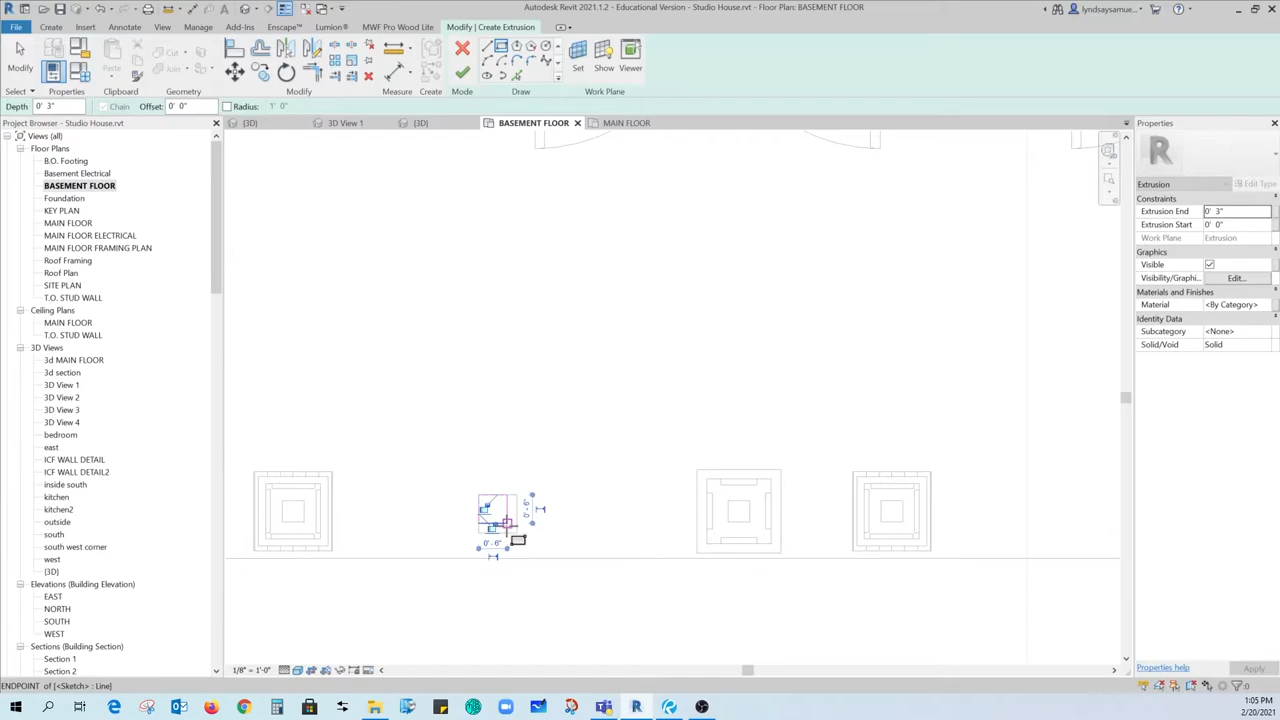 Autodesk Revit 2021.1.2 - Educational Version - Studio House.rvt - Floor Plan: BASEMENT FLOOR
lyndsaysamue...
File Create Insert Annotate View Manage Add-Ins Enscape™ Lumion® MWF Pro Wood Lite Modify | Create Extrusion
Modify Paste Cut Joins Set Show Viewer
Select Properties Clipboard Geometry Modify Measure Create Mode Draw Work Plane
Depth 0' 3" Chain Offset: 0' 0" Radius: 1' 0"
Project Browser - Studio House.rvt
{3D} 3D View 1 {3D} BASEMENT FLOOR MAIN FLOOR
Properties
Views (all)
Floor Plans
B.O. Footing
Basement Electrical
BASEMENT FLOOR
Foundation
KEY PLAN
MAIN FLOOR
MAIN FLOOR ELECTRICAL
MAIN FLOOR FRAMING PLAN
Roof Framing
Roof Plan
SITE PLAN
T.O. STUD WALL
Ceiling Plans
MAIN FLOOR
T.O. STUD WALL
3D Views
3d MAIN FLOOR
3d section
3D View 1
3D View 2
3D View 3
3D View 4
bedroom
east
ICF WALL DETAIL
ICF WALL DETAIL2
inside south
kitchen
kitchen2
outside
south
south west corner
west
{3D}
Elevations (Building Elevation)
EAST
NORTH
SOUTH
WEST
Sections (Building Section)
Section 1
Section 2
0' - 6"
0' - 6"
Extrusion Edit Type
Constraints
Extrusion End 0' 3"
Extrusion Start 0' 0"
Work Plane Extrusion
Graphics
Visible
Visibility/Graphi... Edit...
Materials and Finishes
Material <By Category>
Identity Data
Subcategory <None>
Solid/Void Solid
Properties help Apply
1/8" = 1'-0"
ENDPOINT of [<Sketch> : Line]
:0
1:05 PM
2/20/2021